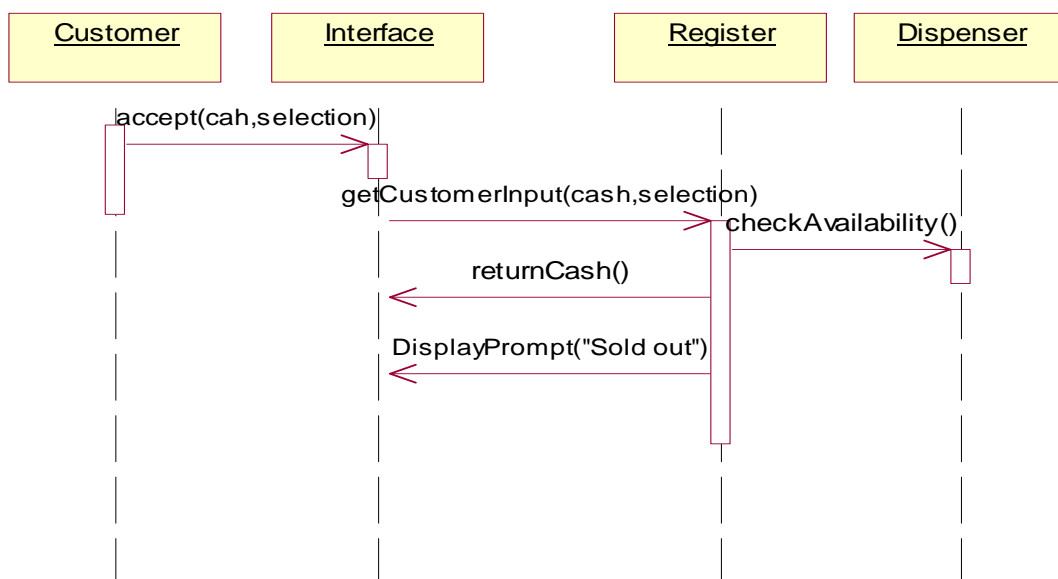 Customer
Interface
Register
Dispenser
accept(cah,selection)
getCustomerInput(cash,selection)
checkAvailability()
returnCash()
DisplayPrompt("Sold out")